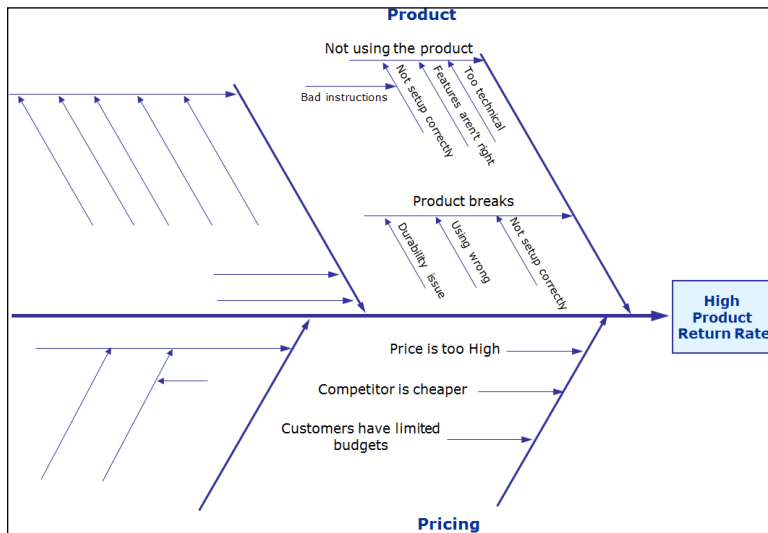 Product
Not using the product
Bad instructions
Not setup correctly
Features aren't right
Too technical
Product breaks
Durability issue
Using wrong
Not setup correctly
High
Product
Return Rate
Price is too High
Competitor is cheaper
Customers have limited
budgets
Pricing